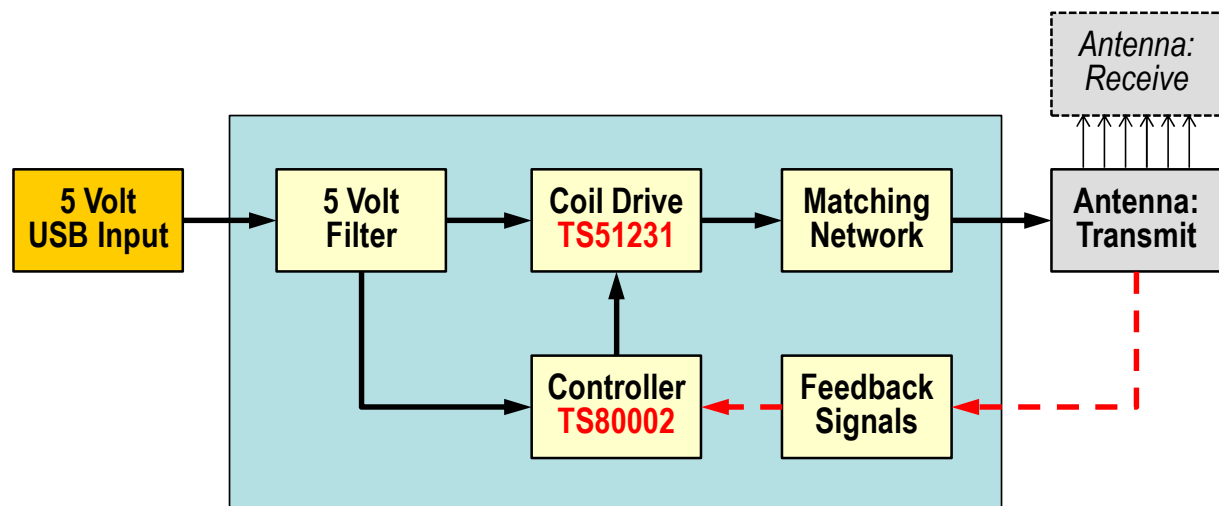 Antenna:
Receive
5 Volt
USB Input
5 Volt
Filter
Coil Drive
TS51231
Matching
Network
Antenna:
Transmit
Controller
TS80002
Feedback
Signals